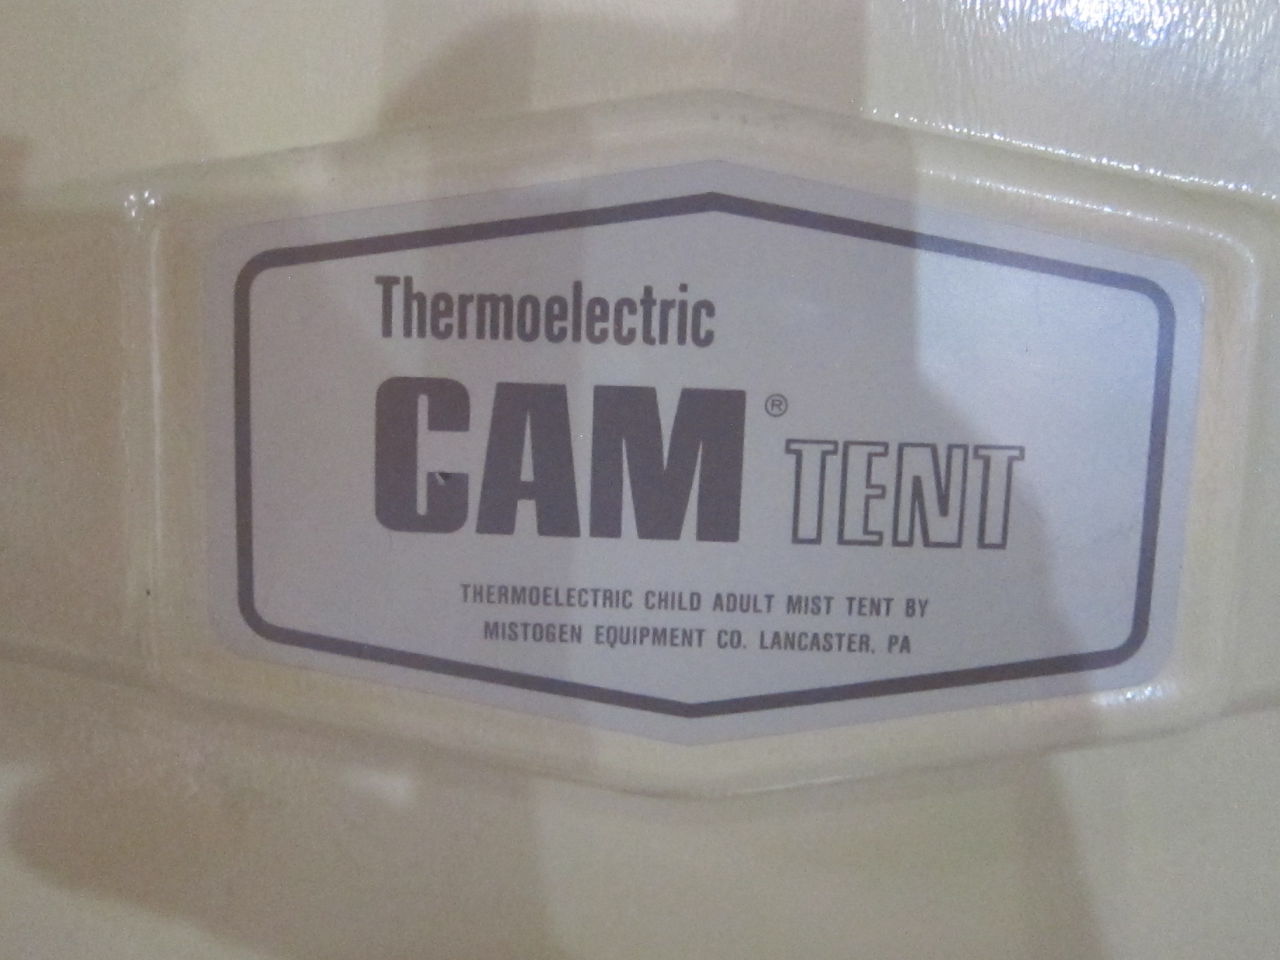 Thermoelectric
CAM® TENT
THERMOELECTRIC CHILD ADULT MIST TENT BY
MISTOGEN EQUIPMENT CO. LANCASTER, PA